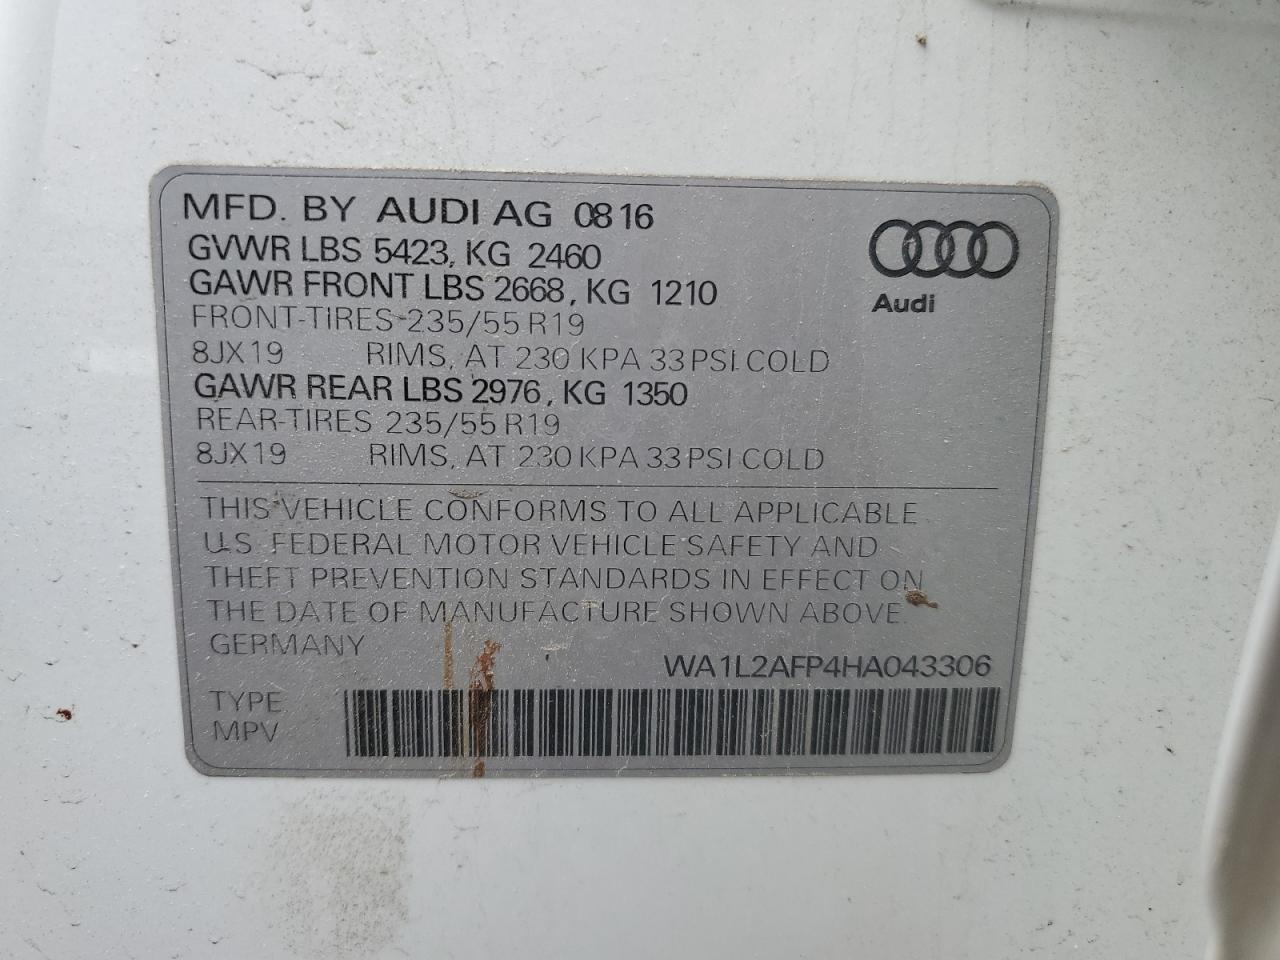 MFD. BY AUDI AG 0816
GVWR LBS 5423, KG 2460
GAWR FRONT LBS 2668, KG 1210
FRONT-TIRES 235/55 R19
8JX19 RIMS, AT 230 KPA 33 PSI COLD
GAWR REAR LBS 2976, KG 1350
REAR-TIRES 235/55 R19
8JX19 RIMS, AT 230 KPA 33 PSI COLD
Audi
THIS VEHICLE CONFORMS TO ALL APPLICABLE
U.S. FEDERAL MOTOR VEHICLE SAFETY AND
THEFT PREVENTION STANDARDS IN EFFECT ON
THE DATE OF MANUFACTURE SHOWN ABOVE.
GERMANY
WA1L2AFP4HA043306
TYPE
MPV